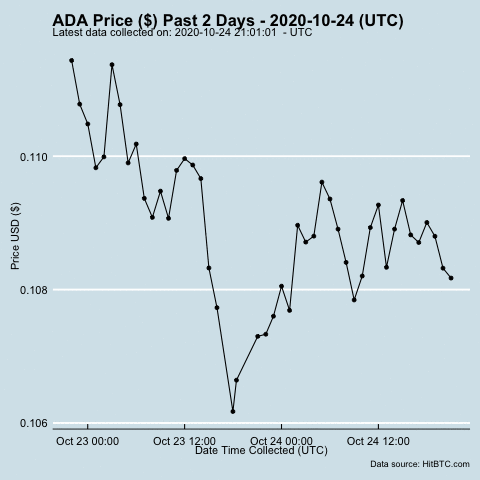 ADA Price ($) Past 2 Days - 2020-10-24 (UTC)
Latest data collected on: 2020-10-24 21:01:01 - UTC
0.110
0.108
0.106
Price USD ($)
Oct 23 00:00 Oct 23 12:00 Oct 24 00:00 Oct 24 12:00
Date Time Collected (UTC)
Data source: HitBTC.com